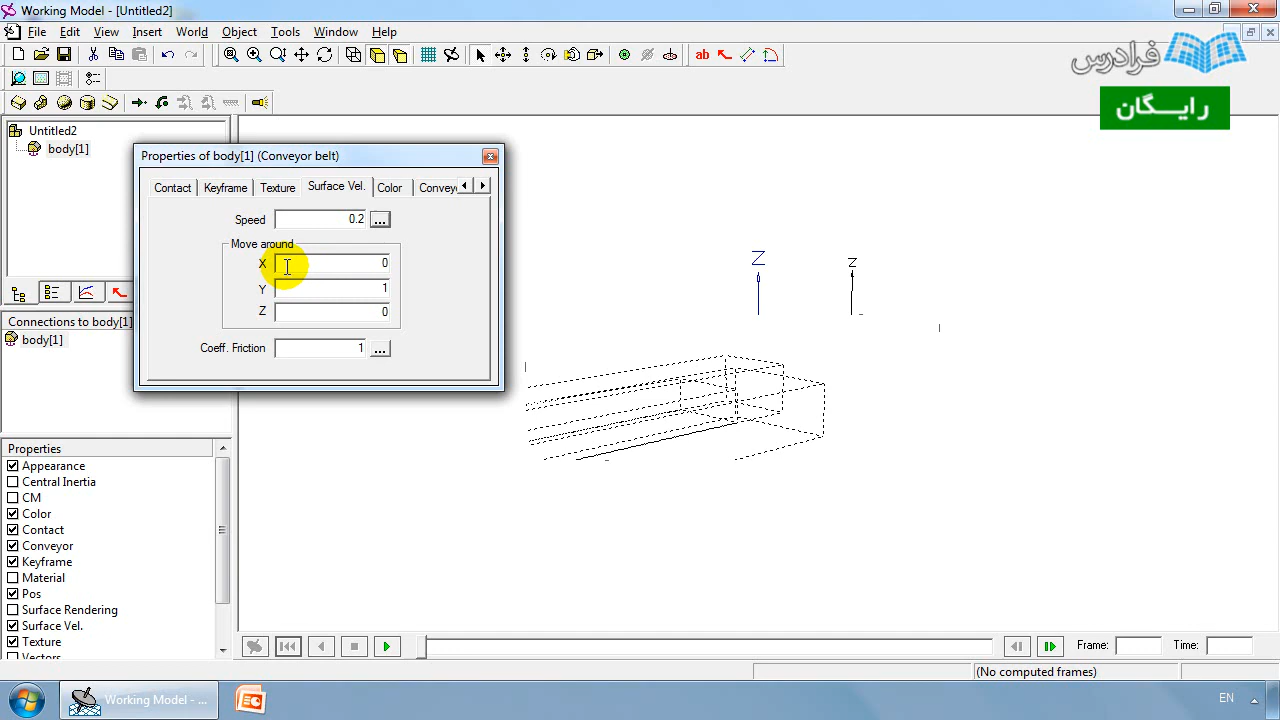 Working Model - [Untitled2]
File Edit View Insert World Object Tools Window Help
فرادرس
رایگان
ab
Untitled2
body[1]
Properties of body[1] (Conveyor belt)
Contact Keyframe Texture Surface Vel. Color Convey
Speed 0.2 ...
Move around
X 0
Y 1
Z 0
Coeff. Friction 1 ...
Z
Z
Connections to body[1]
body[1]
Properties
Appearance
Central Inertia
CM
Color
Contact
Conveyor
Keyframe
Material
Pos
Surface Rendering
Surface Vel.
Texture
Vectors
Frame: Time:
(No computed frames)
Working Model - ...
EN